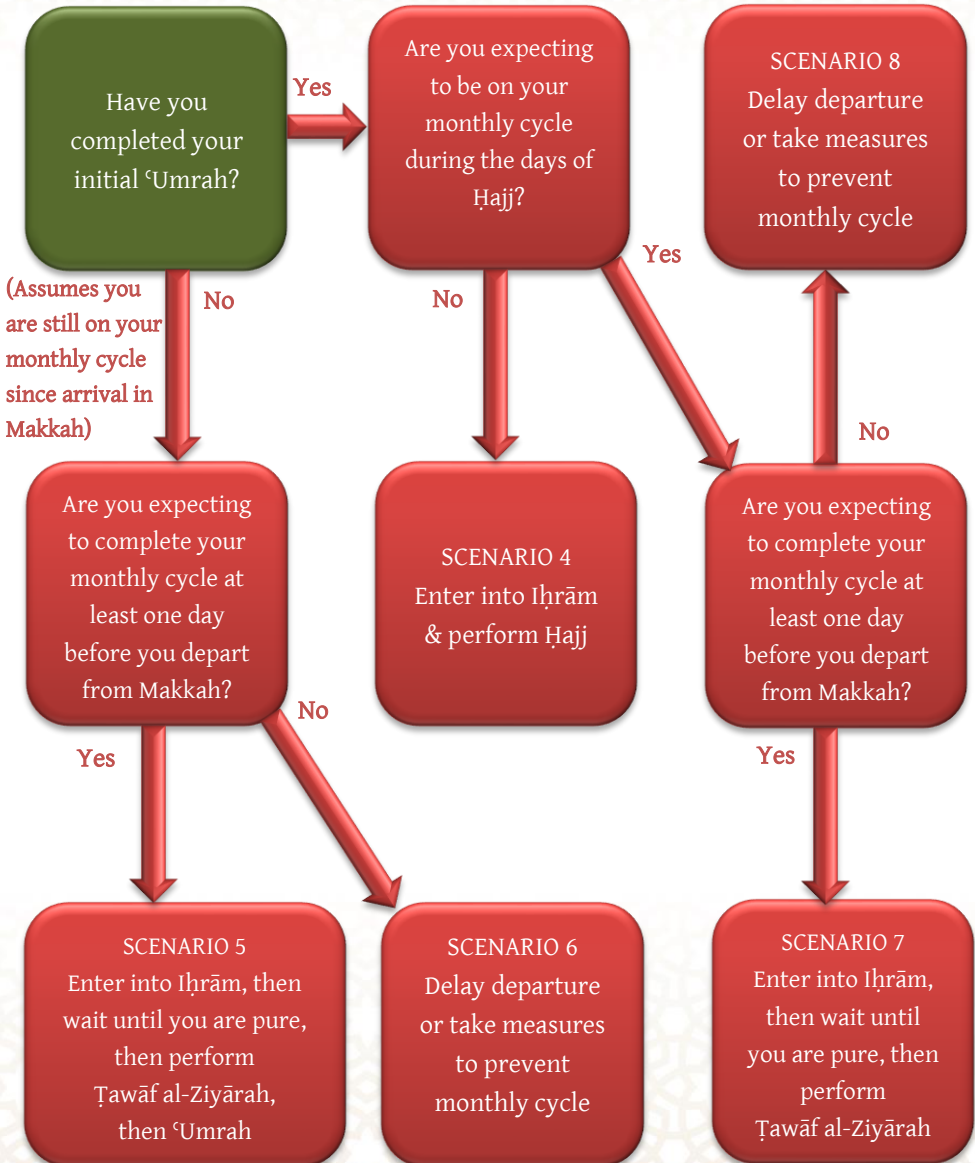 Have you
completed your
initial ʿUmrah?
Yes
Are you expecting
to be on your
monthly cycle
during the days of
Ḥajj?
SCENARIO 8
Delay departure
or take measures
to prevent
monthly cycle
(Assumes you
are still on your
monthly cycle
since arrival in
Makkah)
No
No
Yes
No
Are you expecting
to complete your
monthly cycle at
least one day
before you depart
from Makkah?
SCENARIO 4
Enter into Iḥrām
& perform Ḥajj
Are you expecting
to complete your
monthly cycle at
least one day
before you depart
from Makkah?
Yes
No
Yes
SCENARIO 5
Enter into Iḥrām, then
wait until you are pure,
then perform
Ṭawāf al-Ziyārah,
then ʿUmrah
SCENARIO 6
Delay departure
or take measures
to prevent
monthly cycle
SCENARIO 7
Enter into Iḥrām,
then wait until
you are pure, then
perform
Ṭawāf al-Ziyārah